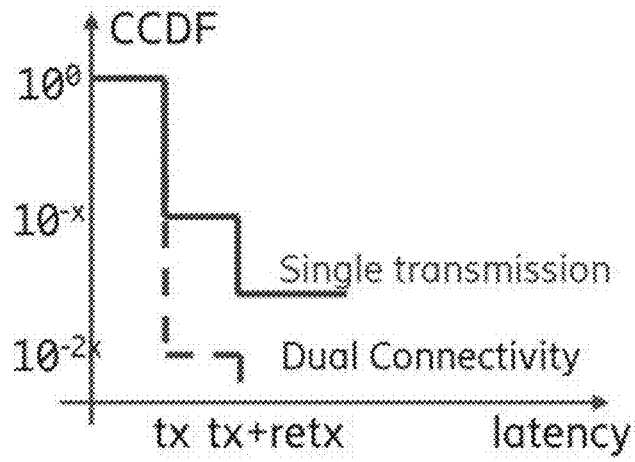 CCDF
10⁰
10⁻ˣ
Single transmission
10⁻²ˣ
Dual Connectivity
tx tx+retx latency